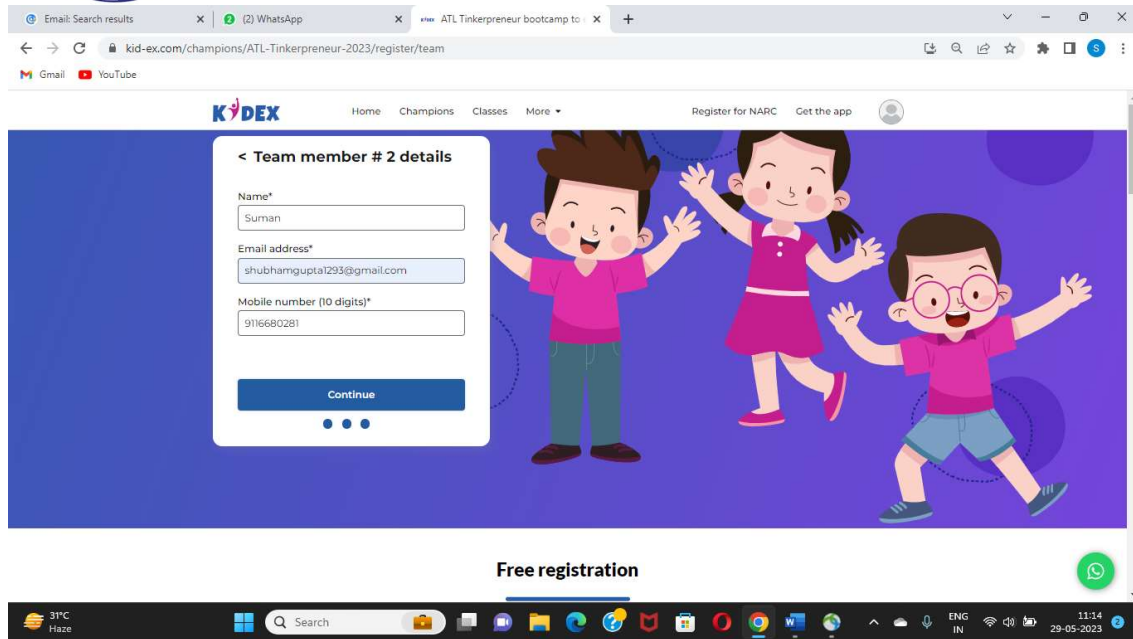 Email: Search results
(2) WhatsApp
ATL Tinkerpreneur bootcamp to
kid-ex.com/champions/ATL-Tinkerpreneur-2023/register/team
S
Gmail YouTube
KIDEX
Home Champions Classes More
Register for NARC Get the app
< Team member # 2 details
Name*
Suman
Email address*
shubhamgupta1293@gmail.com
Mobile number (10 digits)*
9116680281
Continue
Free registration
31°C
Haze
Search
ENG
IN
11:14
29-05-2023
2